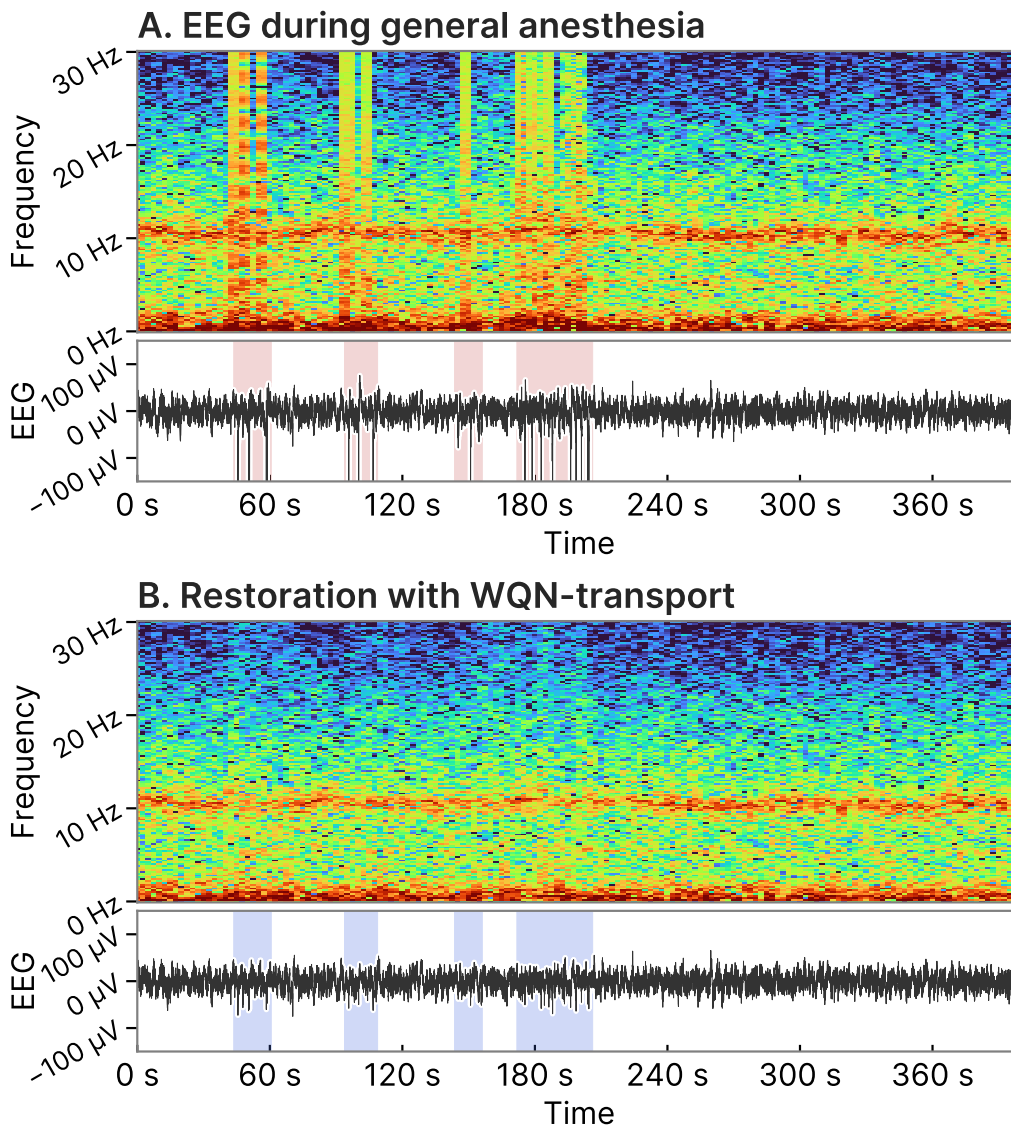 A. EEG during general anesthesia
30 Hz
20 Hz
10 Hz
0 Hz
Frequency
100 µV
0 µV
−100 µV
EEG
0 s 60 s 120 s 180 s 240 s 300 s 360 s
Time
B. Restoration with WQN-transport
30 Hz
20 Hz
10 Hz
0 Hz
Frequency
100 µV
0 µV
−100 µV
EEG
0 s 60 s 120 s 180 s 240 s 300 s 360 s
Time